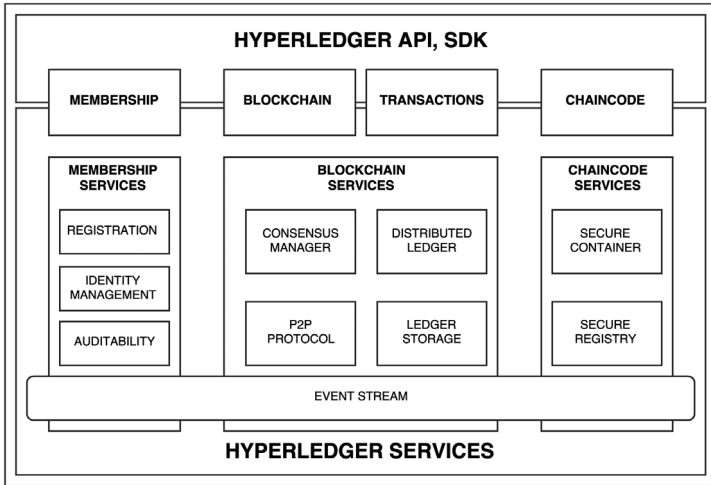 HYPERLEDGER API, SDK
MEMBERSHIP
BLOCKCHAIN
TRANSACTIONS
CHAINCODE
MEMBERSHIP
SERVICES
REGISTRATION
IDENTITY
MANAGEMENT
AUDITABILITY
BLOCKCHAIN
SERVICES
CONSENSUS
MANAGER
DISTRIBUTED
LEDGER
P2P
PROTOCOL
LEDGER
STORAGE
CHAINCODE
SERVICES
SECURE
CONTAINER
SECURE
REGISTRY
EVENT STREAM
HYPERLEDGER SERVICES